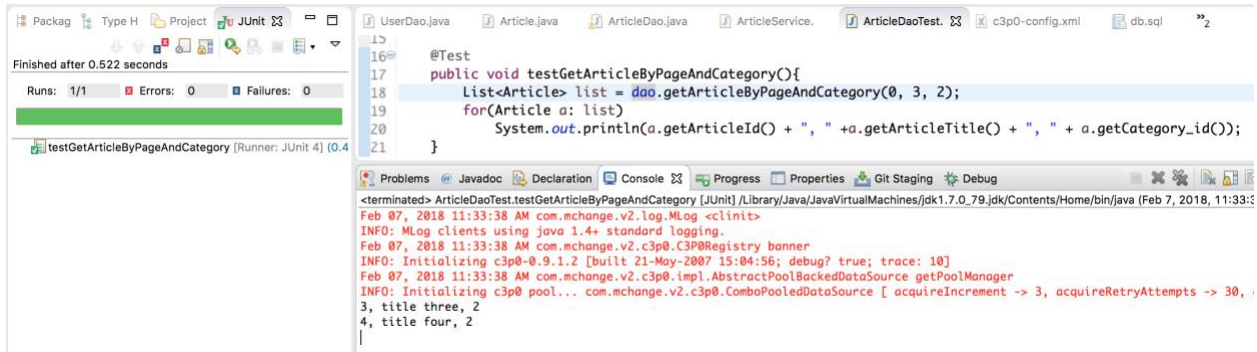 Packag Type H Project JUnit
Finished after 0.522 seconds
Runs: 1/1 Errors: 0 Failures: 0
testGetArticleByPageAndCategory [Runner: JUnit 4] (0.4
UserDao.java Article.java ArticleDao.java ArticleService. ArticleDaoTest. c3p0-config.xml db.sql »2
15
16 @Test
17 public void testGetArticleByPageAndCategory(){
18 List<Article> list = dao.getArticleByPageAndCategory(0, 3, 2);
19 for(Article a: list)
20 System.out.println(a.getArticleId() + ", " +a.getArticleTitle() + ", " + a.getCategory_id());
21 }
Problems Javadoc Declaration Console Progress Properties Git Staging Debug
<terminated> ArticleDaoTest.testGetArticleByPageAndCategory [JUnit] /Library/Java/JavaVirtualMachines/jdk1.7.0_79.jdk/Contents/Home/bin/java (Feb 7, 2018, 11:33:3
Feb 07, 2018 11:33:38 AM com.mchange.v2.log.MLog <clinit>
INFO: MLog clients using java 1.4+ standard logging.
Feb 07, 2018 11:33:38 AM com.mchange.v2.c3p0.C3P0Registry banner
INFO: Initializing c3p0-0.9.1.2 [built 21-May-2007 15:04:56; debug? true; trace: 10]
Feb 07, 2018 11:33:38 AM com.mchange.v2.c3p0.impl.AbstractPoolBackedDataSource getPoolManager
INFO: Initializing c3p0 pool... com.mchange.v2.c3p0.ComboPooledDataSource [ acquireIncrement -> 3, acquireRetryAttempts -> 30,
3, title three, 2
4, title four, 2